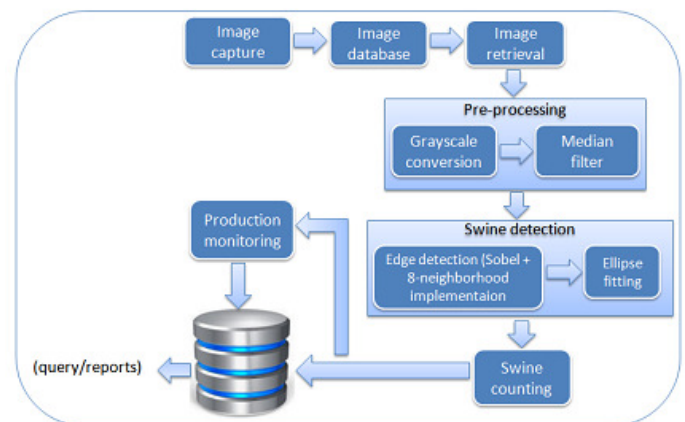 Image
capture
Image
database
Image
retrieval
Pre-processing
Grayscale
conversion
Median
filter
Swine detection
Edge detection (Sobel +
8-neighborhood
implementaion
Ellipse
fitting
Production
monitoring
(query/reports)
Swine
counting